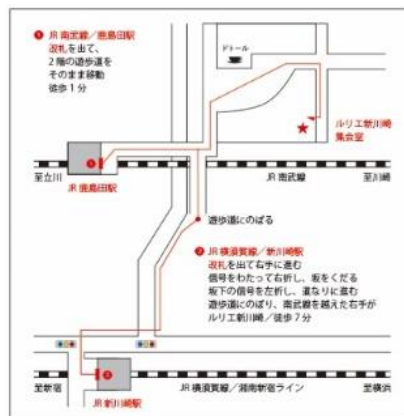 ❶ JR 南武線/鹿島田駅
改札を出て、
2階の遊歩道を
そのまま移動
徒歩1分
ドトール
ルリエ新川崎
集会室
❶
至立川
JR 鹿島田駅
JR 南武線
至川崎
遊歩道にのぼる
❷ JR 横須賀線/新川崎駅
改札を出て右手に進む
信号をわたって右折し、坂をくだる
坂下の信号を左折し、道なりに進む
遊歩道にのぼり、南武線を越えた右手が
ルリエ新川崎/徒歩7分
❷
至新宿
JR 新川崎駅
JR 横須賀線/湘南新宿ライン
至横浜